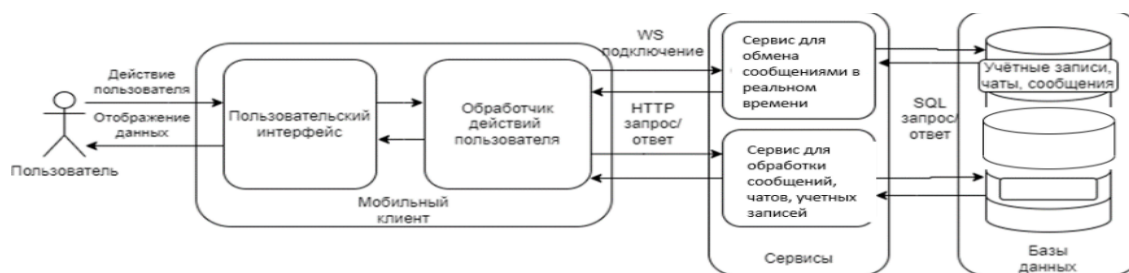 Действие
пользователя
Отображение
данных
Пользователь
Пользовательский
интерфейс
Обработчик
действий
пользователя
Мобильный
клиент
WS
подключение
HTTP
запрос/
ответ
Сервис для
обмена
сообщениями в
реальном
времени
Сервис для
обработки
сообщений,
чатов, учетных
записей
Сервисы
SQL
запрос/
ответ
Учётные записи,
чаты, сообщения
Базы
данных